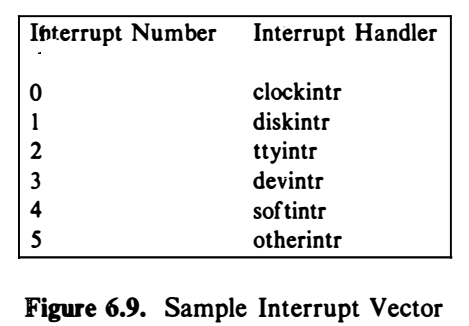 Interrupt Number Interrupt Handler
0 clockintr
1 diskintr
2 ttyintr
3 devintr
4 softintr
5 otherintr
Figure 6.9. Sample Interrupt Vector